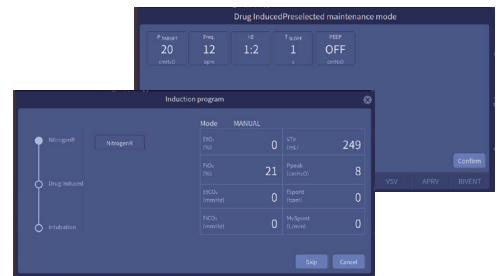 Drug InducedPreselected maintenance mode
P TARGET Freq. I:E T SLOPE PEEP
20 12 1:2 1 OFF
cmH₂O bpm s cmH₂O
Confirm
VSV APRV BIVENT
Induction program
Mode MANUAL
NitrogenR NitrogenR
Drug Induced
Intubation
EtO₂ (%) 0 VTe (mL) 249
FiO₂ (%) 21 Ppeak (cmH₂O) 8
EtCO₂ (mmHg) 0 fSpont (bpm) 0
FiCO₂ (mmHg) 0 MvSpont (L/min) 0
Skip Cancel